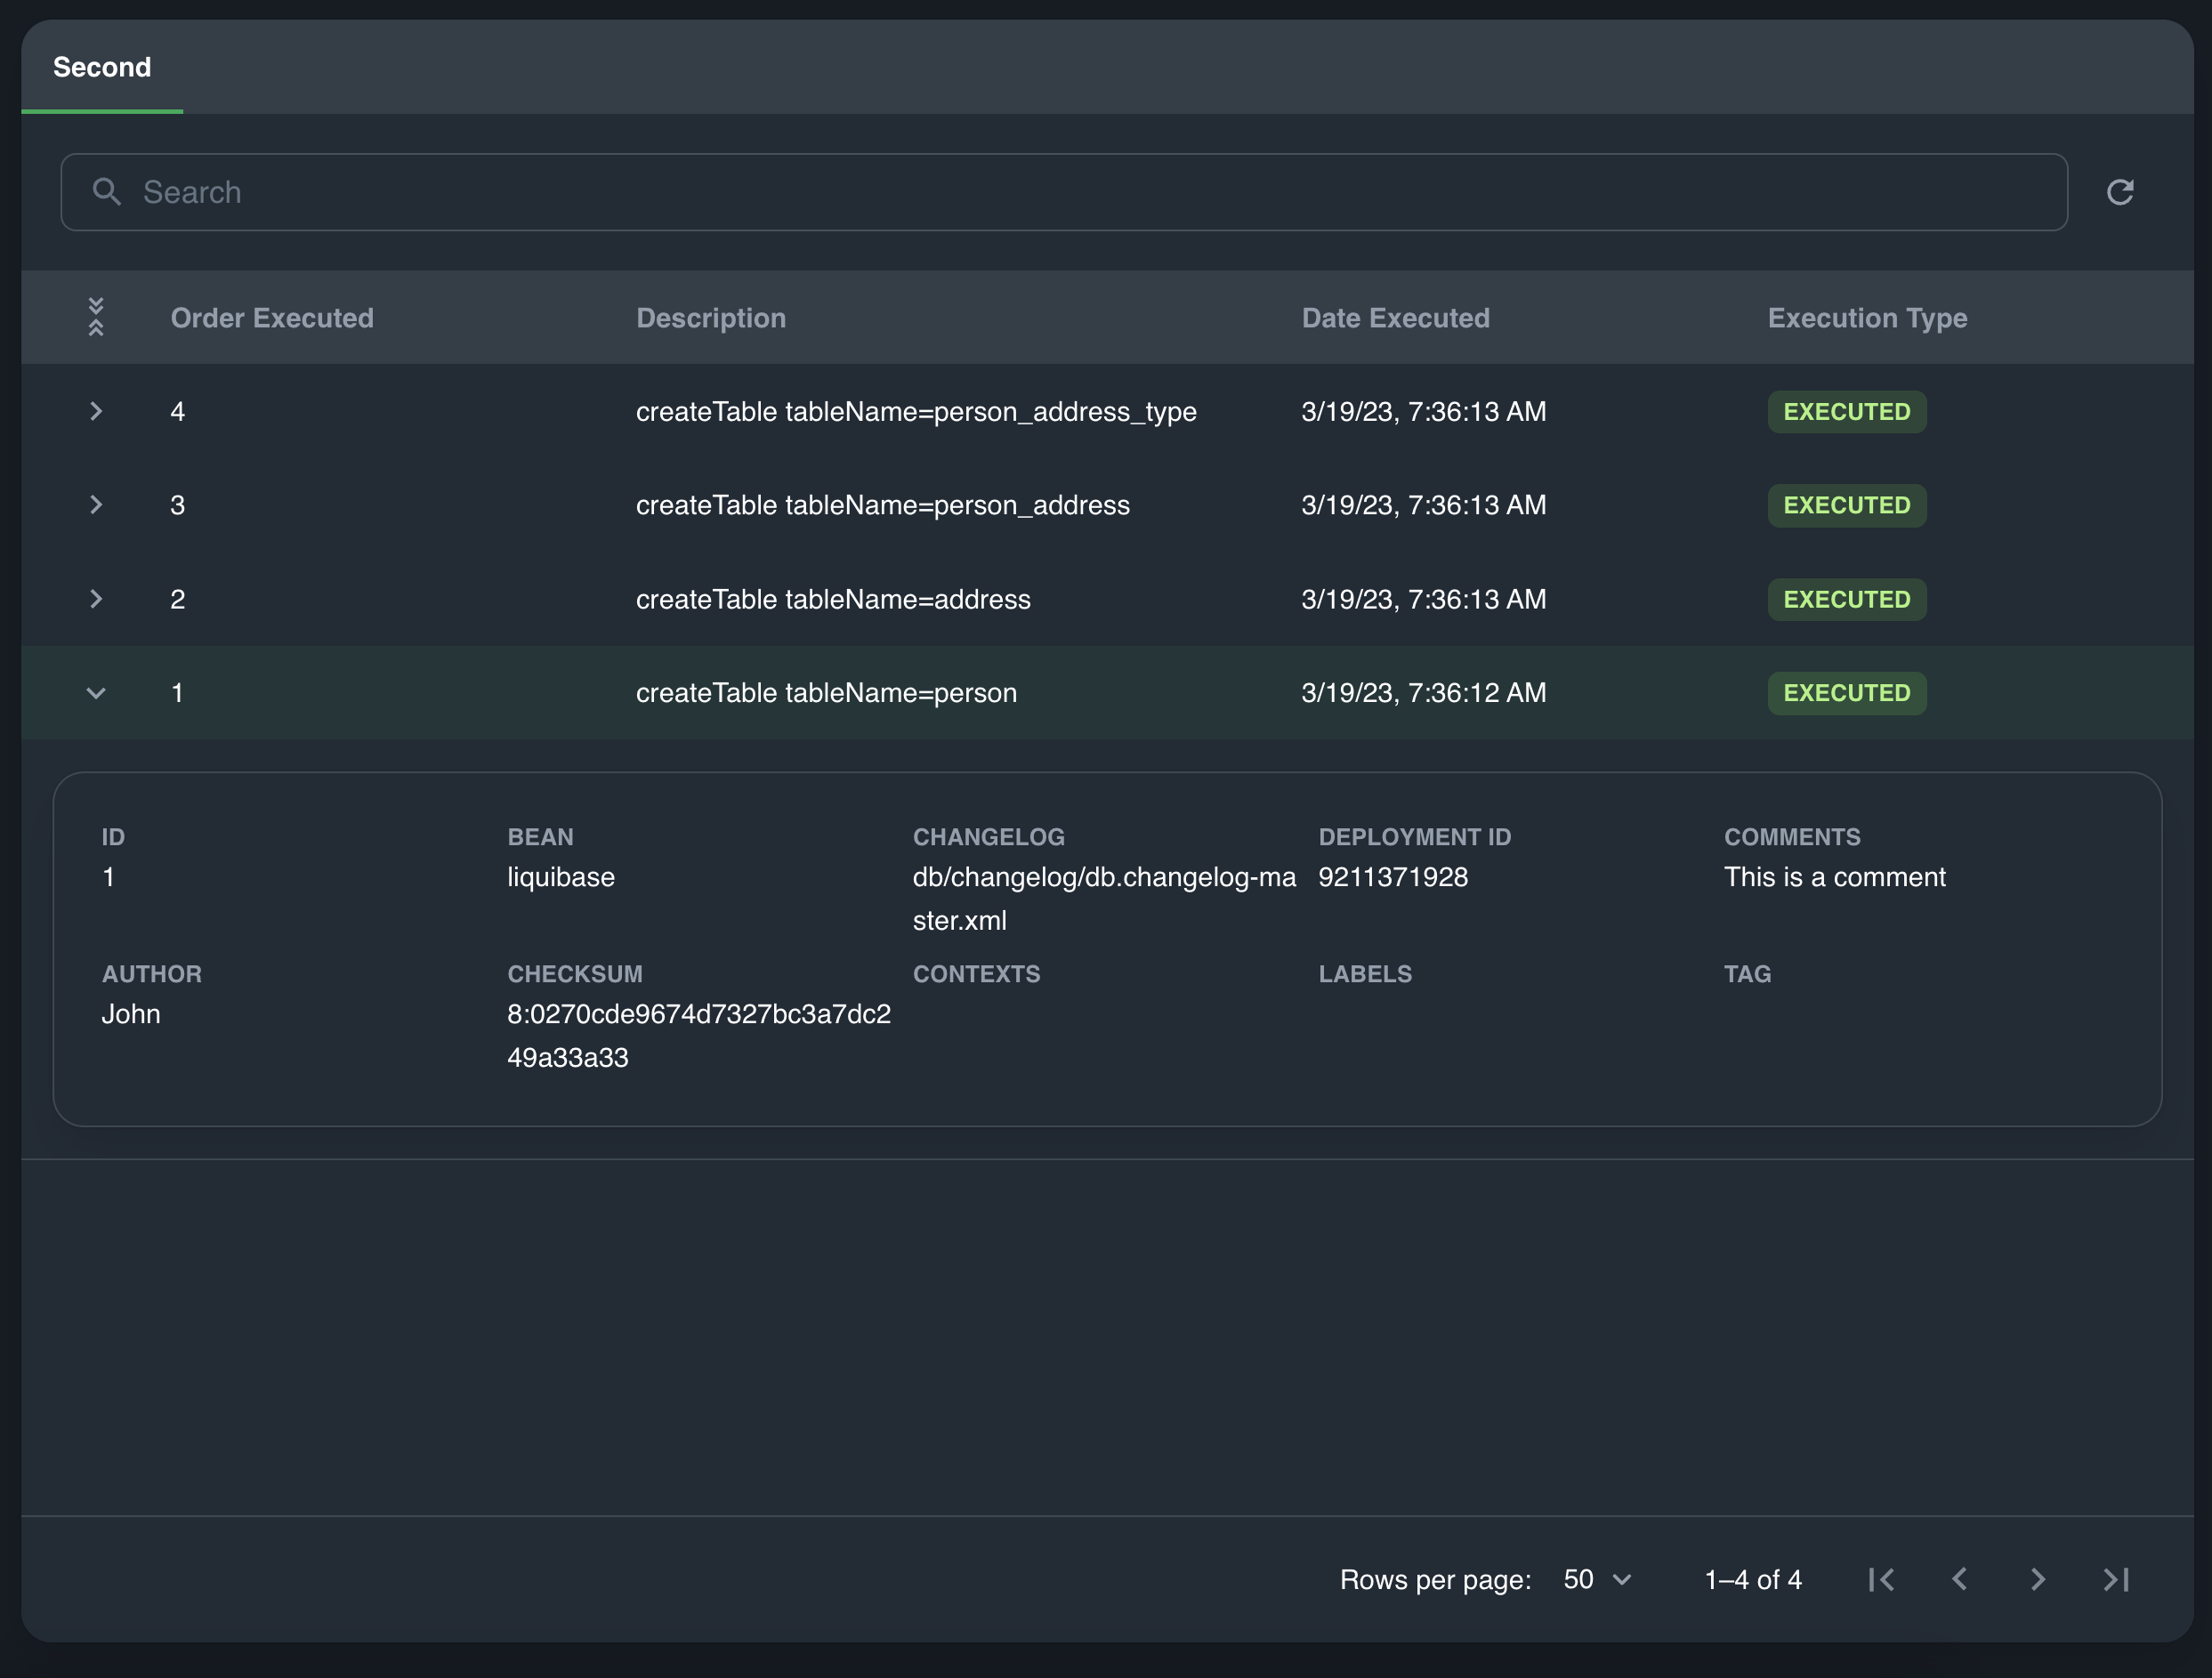 Second
Search
Order Executed Description Date Executed Execution Type
4 createTable tableName=person_address_type 3/19/23, 7:36:13 AM EXECUTED
3 createTable tableName=person_address 3/19/23, 7:36:13 AM EXECUTED
2 createTable tableName=address 3/19/23, 7:36:13 AM EXECUTED
1 createTable tableName=person 3/19/23, 7:36:12 AM EXECUTED
ID BEAN CHANGELOG DEPLOYMENT ID COMMENTS
1 liquibase db/changelog/db.changelog-ma 9211371928 This is a comment
ster.xml
AUTHOR CHECKSUM CONTEXTS LABELS TAG
John 8:0270cde9674d7327bc3a7dc2
49a33a33
Rows per page: 50 1–4 of 4